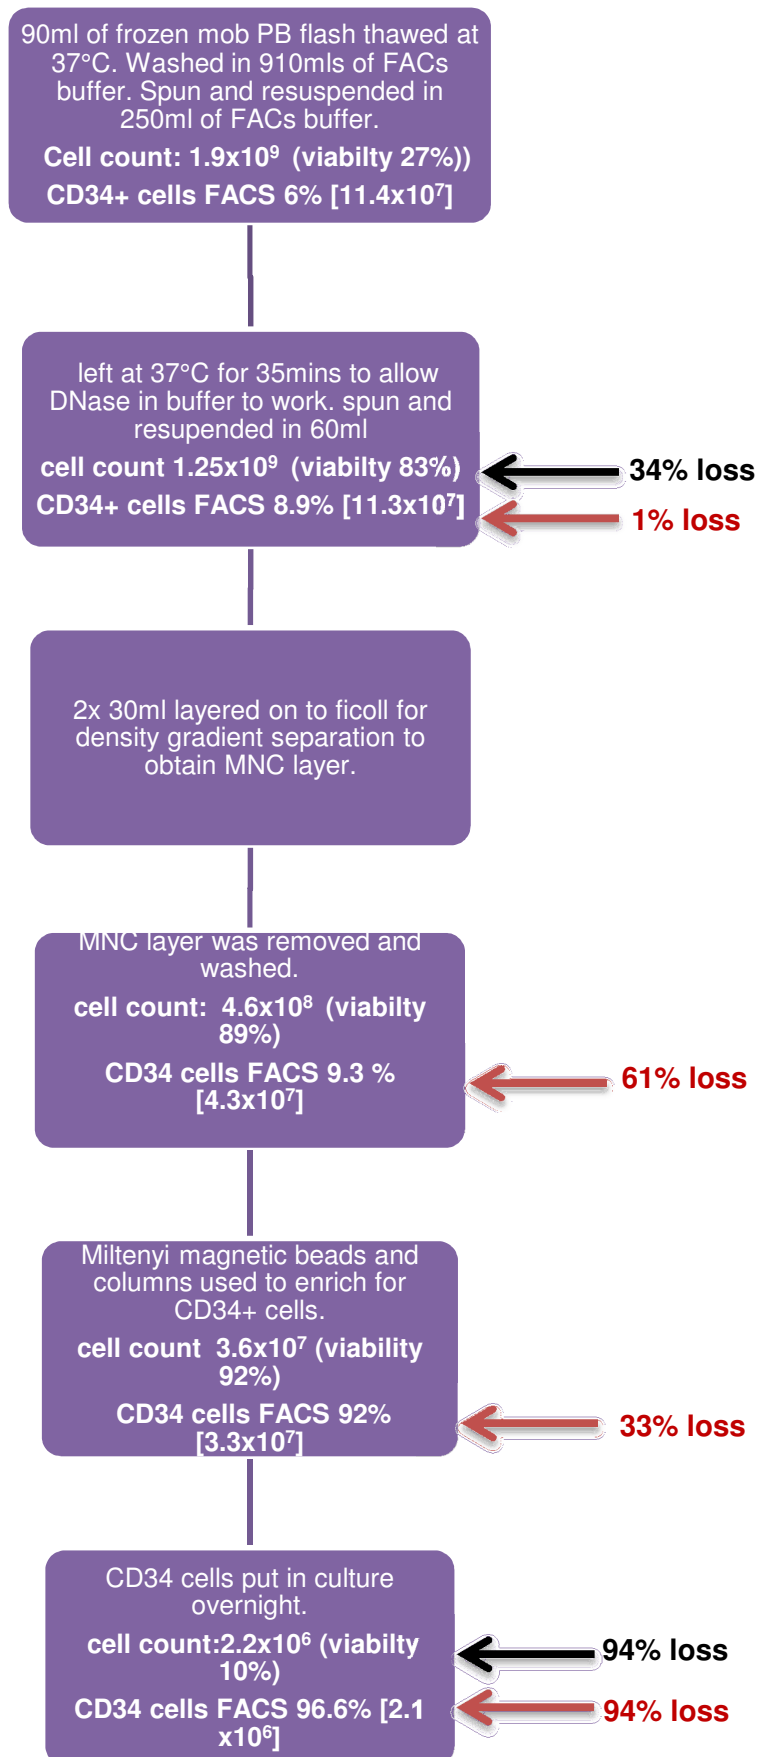 90ml of frozen mob PB flash thawed at
37°C. Washed in 910mls of FACs
buffer. Spun and resuspended in
250ml of FACs buffer.
Cell count: 1.9x10⁹ (viabilty 27%))
CD34+ cells FACS 6% [11.4x10⁷]
left at 37°C for 35mins to allow
DNase in buffer to work. spun and
resupended in 60ml
cell count 1.25x10⁹ (viabilty 83%)
34% loss
CD34+ cells FACS 8.9% [11.3x10⁷]
1% loss
2x 30ml layered on to ficoll for
density gradient separation to
obtain MNC layer.
MNC layer was removed and
washed.
cell count: 4.6x10⁸ (viabilty
89%)
CD34 cells FACS 9.3 %
[4.3x10⁷]
61% loss
Miltenyi magnetic beads and
columns used to enrich for
CD34+ cells.
cell count 3.6x10⁷ (viability
92%)
CD34 cells FACS 92%
[3.3x10⁷]
33% loss
CD34 cells put in culture
overnight.
cell count:2.2x10⁶ (viabilty
10%)
94% loss
CD34 cells FACS 96.6% [2.1
x10⁶]
94% loss